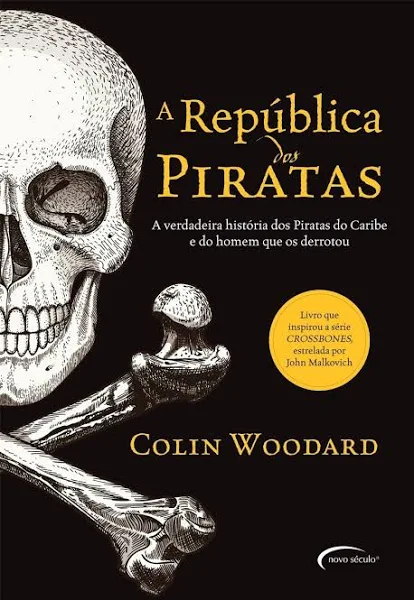 A República
dos
PIRATAS
A verdadeira história dos Piratas do Caribe
e do homem que os derrotou
Livro que
inspirou a série
CROSSBONES,
estrelada por
John Malkovich
COLIN WOODARD
novo século®